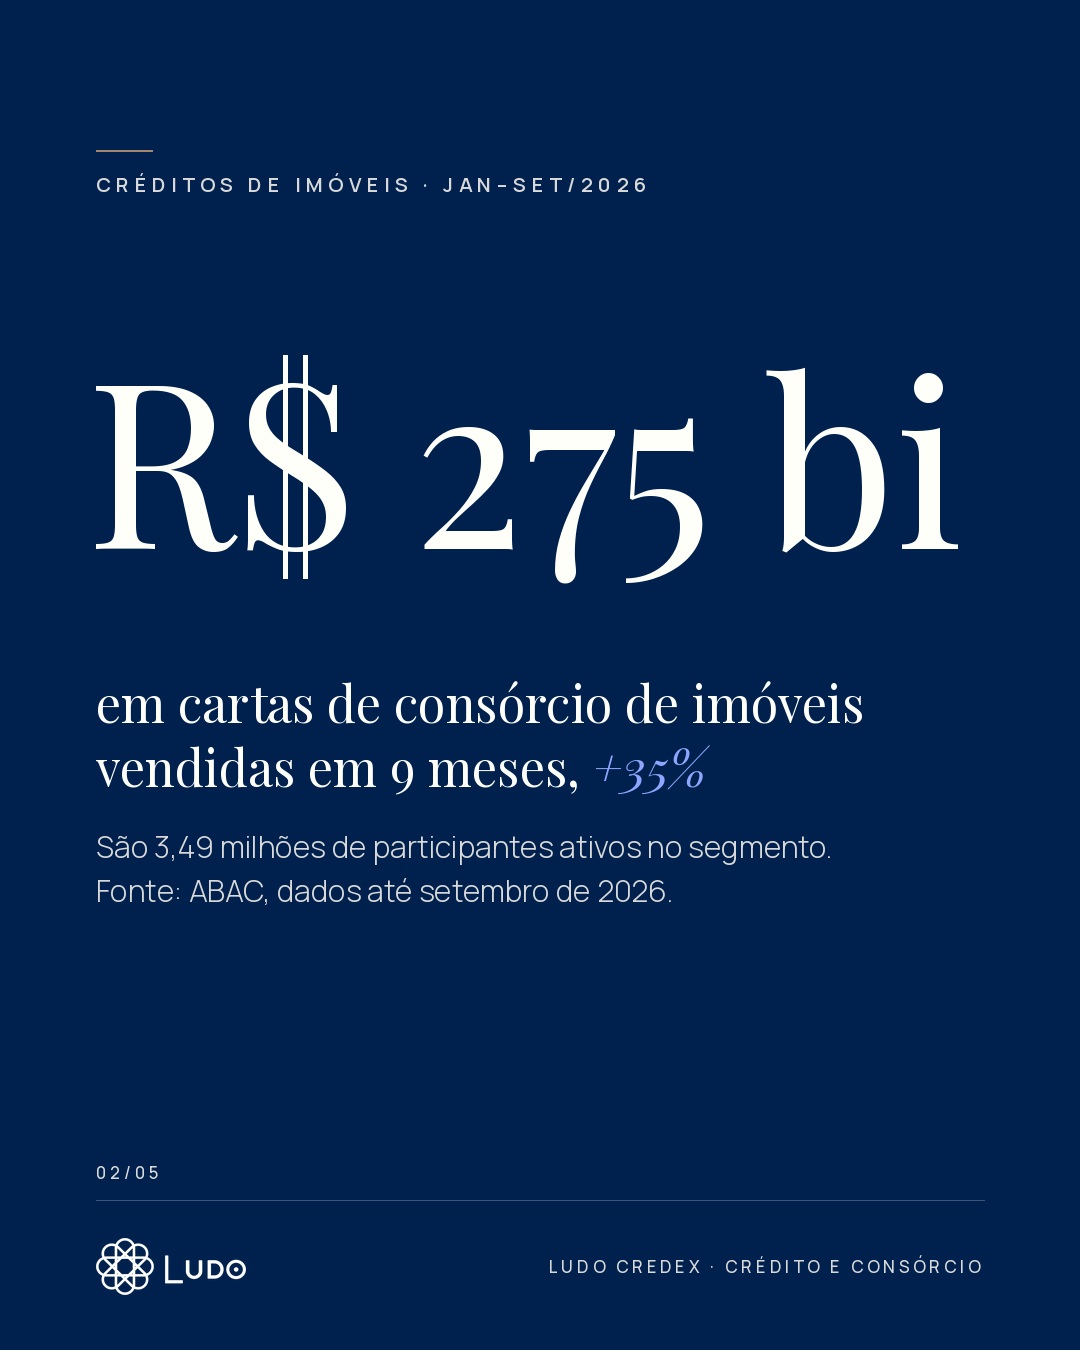 CRÉDITOS DE IMÓVEIS · JAN–SET/2026
R$ 275 bi
em cartas de consórcio de imóveis
vendidas em 9 meses, +35%
São 3,49 milhões de participantes ativos no segmento.
Fonte: ABAC, dados até setembro de 2026.
02/05
LUDO
LUDO CREDEX · CRÉDITO E CONSÓRCIO